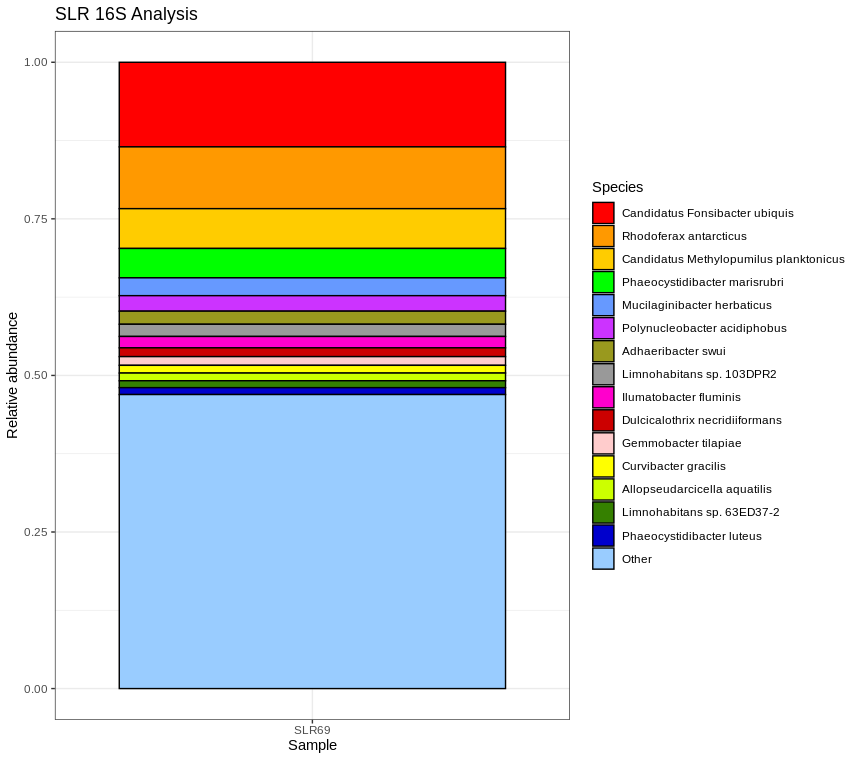 SLR 16S Analysis
1.00
0.75
0.50
0.25
0.00
Relative abundance
SLR69
Sample
Species
Candidatus Fonsibacter ubiquis
Rhodoferax antarcticus
Candidatus Methylopumilus planktonicus
Phaeocystidibacter marisrubri
Mucilaginibacter herbaticus
Polynucleobacter acidiphobus
Adhaeribacter swui
Limnohabitans sp. 103DPR2
Ilumatobacter fluminis
Dulcicalothrix necridiiformans
Gemmobacter tilapiae
Curvibacter gracilis
Allopseudarcicella aquatilis
Limnohabitans sp. 63ED37-2
Phaeocystidibacter luteus
Other